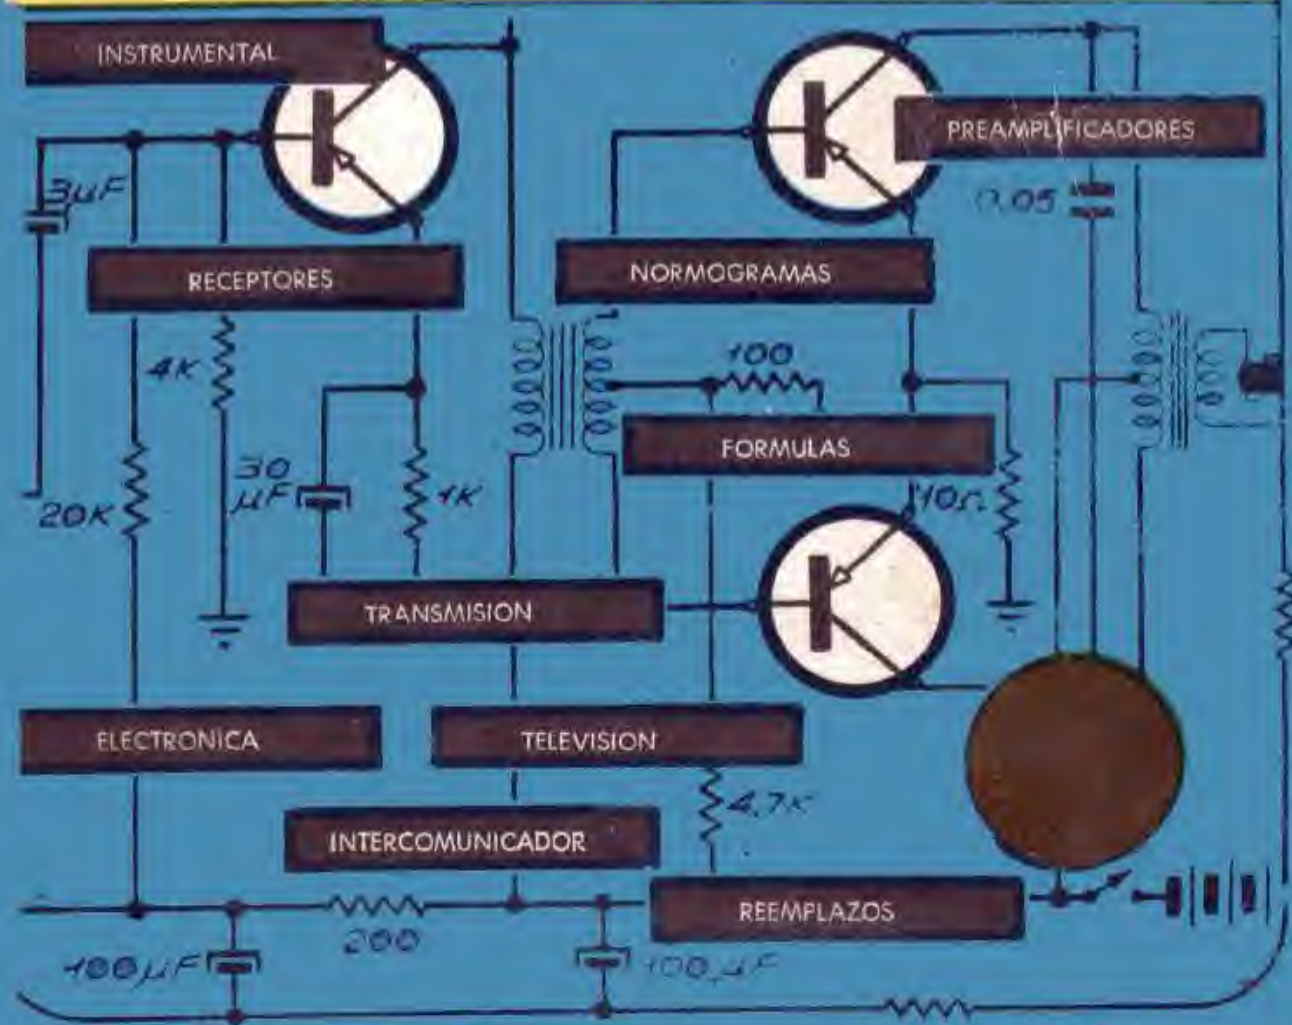 INSTRUMENTAL
PREAMPLIFICADORES
3µF
0.05
RECEPTORES
NORMOGRAMAS
4K
100
FORMULAS
30
µF
1K
10Ω
20K
TRANSMISION
ELECTRONICA
TELEVISION
4,7K
INTERCOMUNICADOR
REEMPLAZOS
200
100µF
100µF